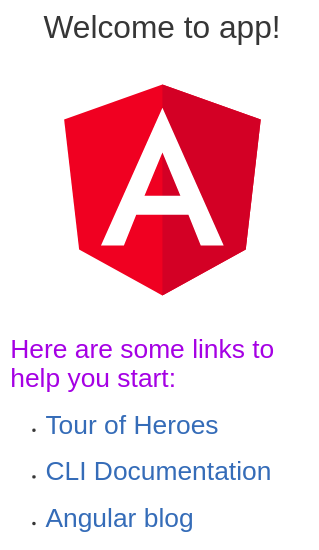 Welcome to app!
A
Here are some links to
help you start:
Tour of Heroes
CLI Documentation
Angular blog